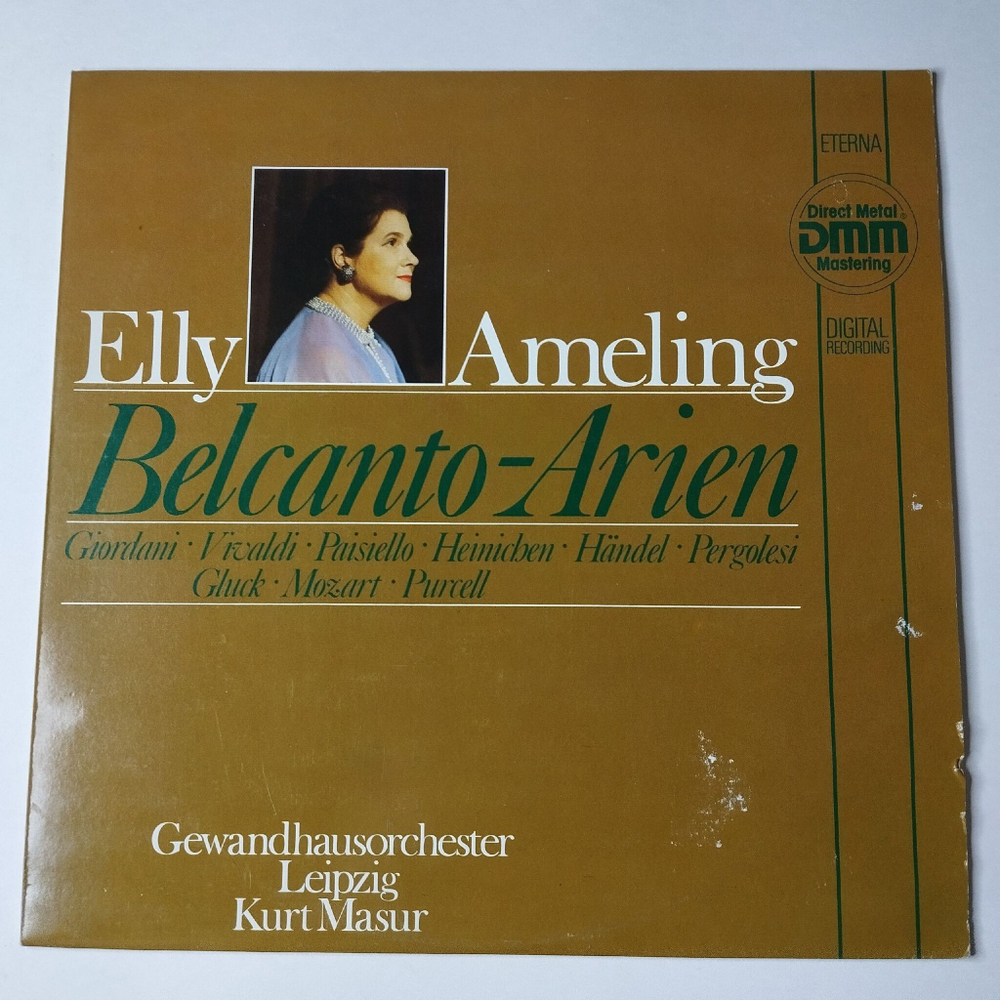 ETERNA
Direct Metal
DMM
Mastering
DIGITAL
RECORDING
Elly Ameling
Belcanto-Arien
Giordani · Vivaldi · Paisiello · Heinichen · Händel · Pergolesi
Gluck · Mozart · Purcell
Gewandhausorchester
Leipzig
Kurt Masur